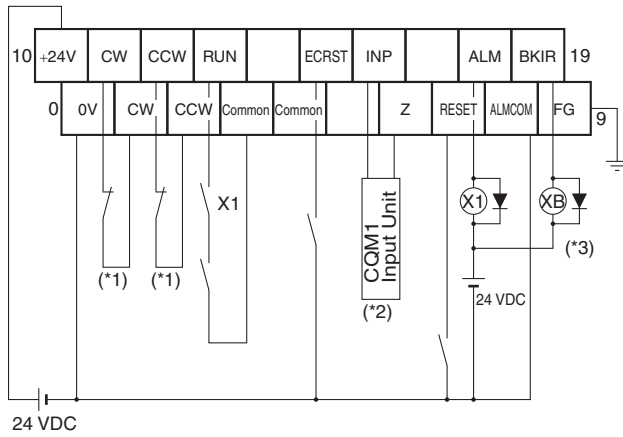 10 +24V CW CCW RUN ECRST INP ALM BKIR 19
0 0V CW CCW Common Common Z RESET ALMCOM FG 9
X1 X1 XB
CQM1
Input Unit
(*1) (*1) (*2) (*3)
24 VDC
24 VDC